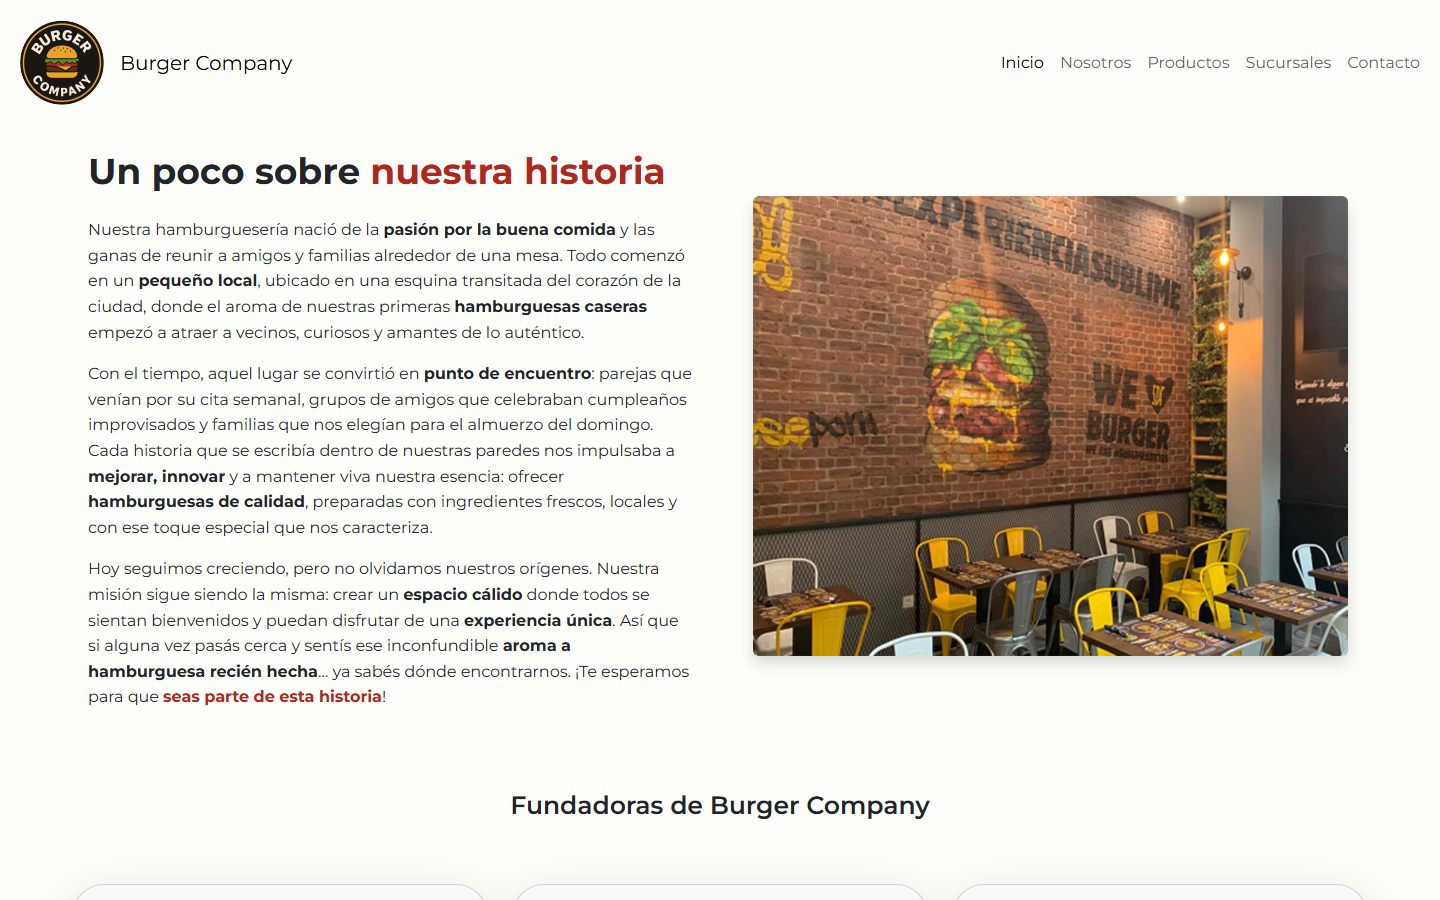 BURGER
COMPANY
Burger Company
Inicio Nosotros Productos Sucursales Contacto
Un poco sobre nuestra historia
Nuestra hamburguesería nació de la pasión por la buena comida y las
ganas de reunir a amigos y familias alrededor de una mesa. Todo comenzó
en un pequeño local, ubicado en una esquina transitada del corazón de la
ciudad, donde el aroma de nuestras primeras hamburguesas caseras
empezó a atraer a vecinos, curiosos y amantes de lo auténtico.
Con el tiempo, aquel lugar se convirtió en punto de encuentro: parejas que
venían por su cita semanal, grupos de amigos que celebraban cumpleaños
improvisados y familias que nos elegían para el almuerzo del domingo.
Cada historia que se escribía dentro de nuestras paredes nos impulsaba a
mejorar, innovar y a mantener viva nuestra esencia: ofrecer
hamburguesas de calidad, preparadas con ingredientes frescos, locales y
con ese toque especial que nos caracteriza.
Hoy seguimos creciendo, pero no olvidamos nuestros orígenes. Nuestra
misión sigue siendo la misma: crear un espacio cálido donde todos se
sientan bienvenidos y puedan disfrutar de una experiencia única. Así que
si alguna vez pasás cerca y sentís ese inconfundible aroma a
hamburguesa recién hecha... ya sabés dónde encontrarnos. ¡Te esperamos
para que seas parte de esta historia!
EXPERIENCIA SUBLIME
WE
BURGER
porn
Fundadoras de Burger Company